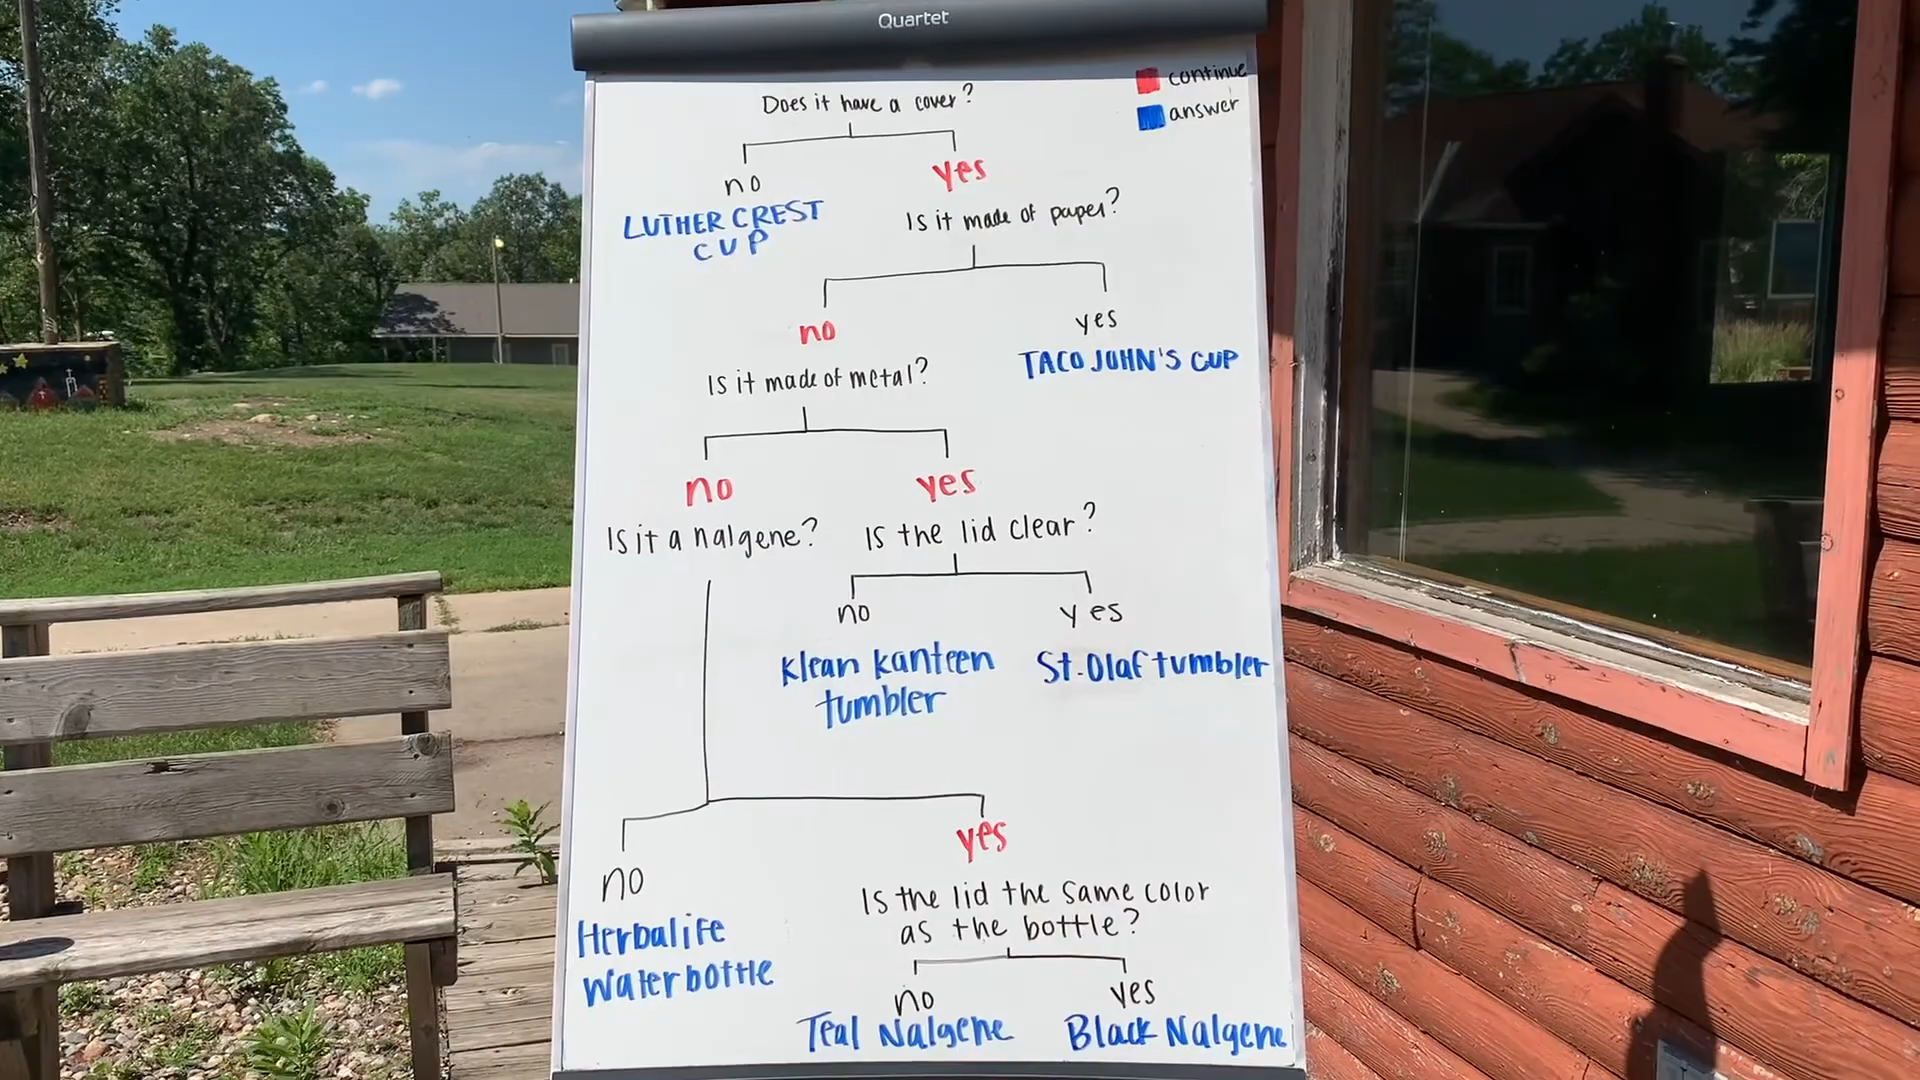 Quartet
continue
answer
Does it have a cover?
no
yes
LUTHER CREST
CUP
Is it made of paper?
no
yes
TACO JOHN'S CUP
Is it made of metal?
no
yes
Is it a nalgene?
Is the lid clear?
no
yes
Klean kanteen
tumbler
St. Olaf tumbler
no
yes
Herbalife
Waterbottle
Is the lid the same color
as the bottle?
no
yes
Teal Nalgene
Black Nalgene